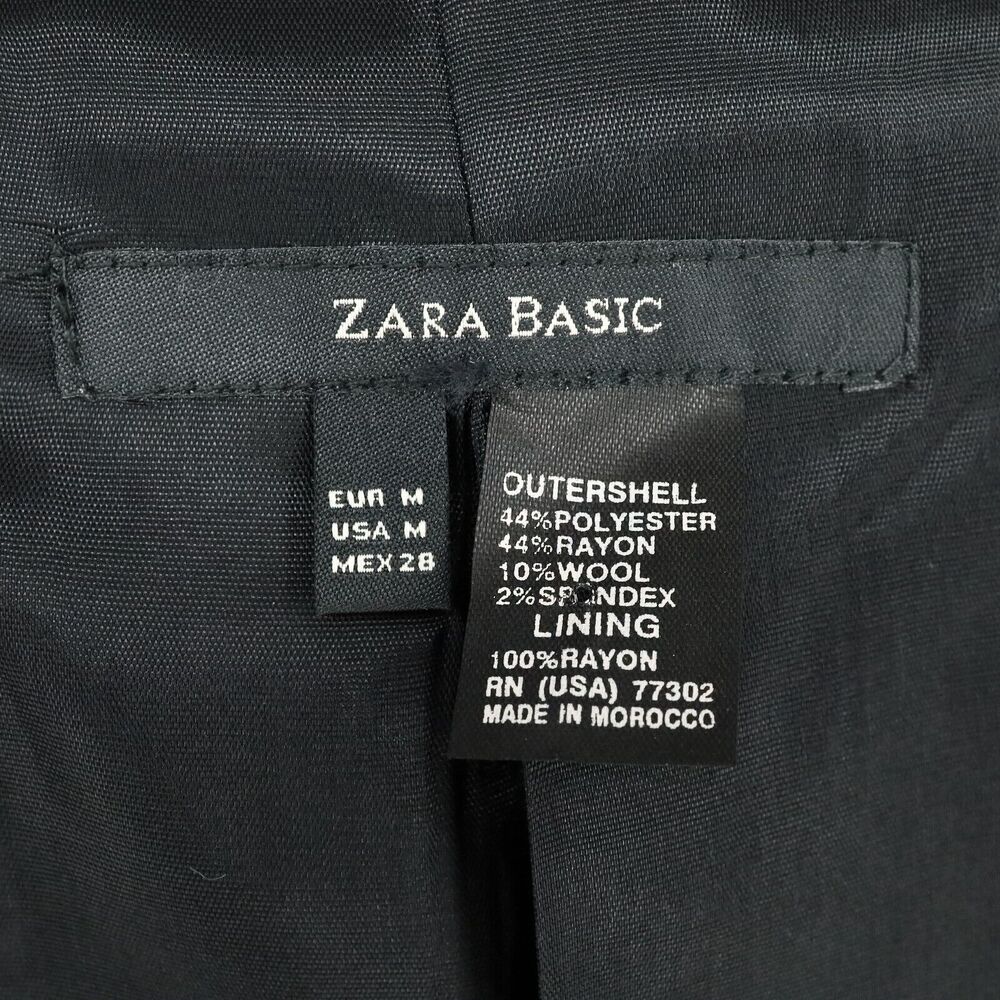 ZARA BASIC
EUR M
USA M
MEX 28
OUTERSHELL
44%POLYESTER
44%RAYON
10%WOOL
2%SPANDEX
LINING
100%RAYON
RN (USA) 77302
MADE IN MOROCCO